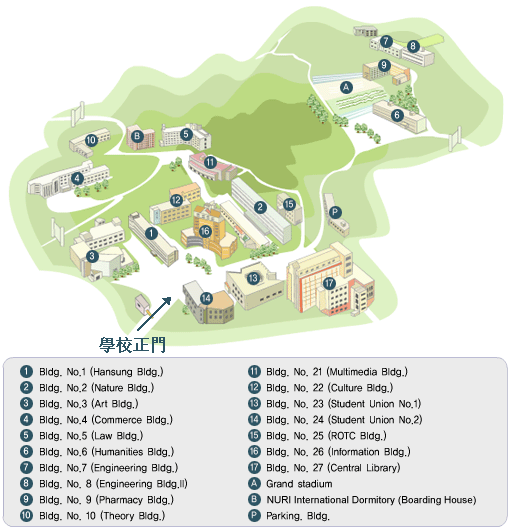 7
8
9
A
6
B
5
10
11
4
12
2
15
P
1
16
3
13
17
14
學校正門
1 Bldg. No.1 (Hansung Bldg.)
2 Bldg. No.2 (Nature Bldg.)
3 Bldg. No.3 (Art Bldg.)
4 Bldg. No.4 (Commerce Bldg.)
5 Bldg. No.5 (Law Bldg.)
6 Bldg. No.6 (Humanities Bldg.)
7 Bldg. No.7 (Engineering Bldg.)
8 Bldg. No. 8 (Engineering Bldg.II)
9 Bldg. No. 9 (Pharmacy Bldg.)
10 Bldg. No. 10 (Theory Bldg.)
11 Bldg. No. 21 (Multimedia Bldg.)
12 Bldg. No. 22 (Culture Bldg.)
13 Bldg. No. 23 (Student Union No.1)
14 Bldg. No. 24 (Student Union No.2)
15 Bldg. No. 25 (ROTC Bldg.)
16 Bldg. No. 26 (Information Bldg.)
17 Bldg. No. 27 (Central Library)
A Grand stadium
B NURI International Dormitory (Boarding House)
P Parking. Bldg.